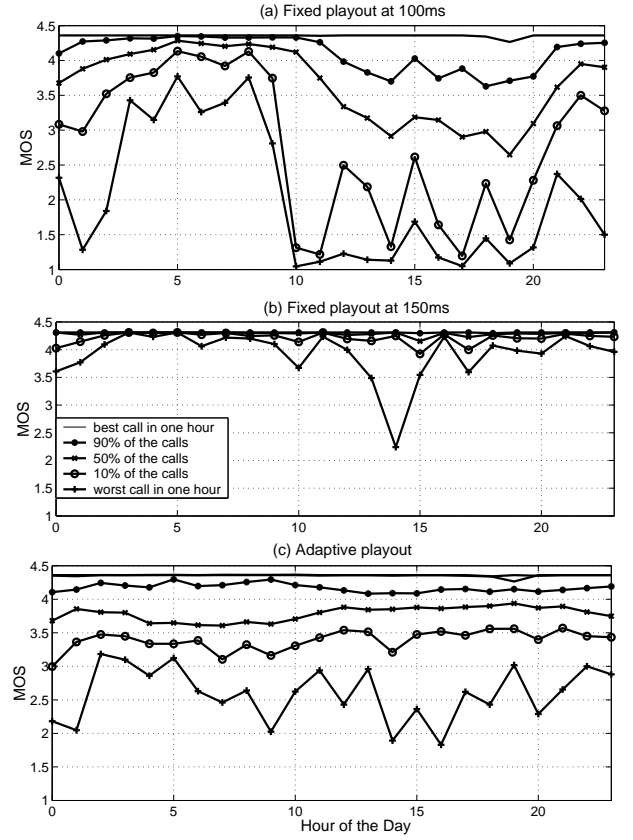 (a) Fixed playout at 100ms
4.5
4
3.5
3
2.5
2
1.5
1
MOS
0 5 10 15 20
(b) Fixed playout at 150ms
4.5
4
3.5
3
2.5
2
1.5
1
MOS
best call in one hour
90% of the calls
50% of the calls
10% of the calls
worst call in one hour
0 5 10 15 20
(c) Adaptive playout
4.5
4
3.5
3
2.5
2
1.5
1
MOS
0 5 10 15 20
Hour of the Day